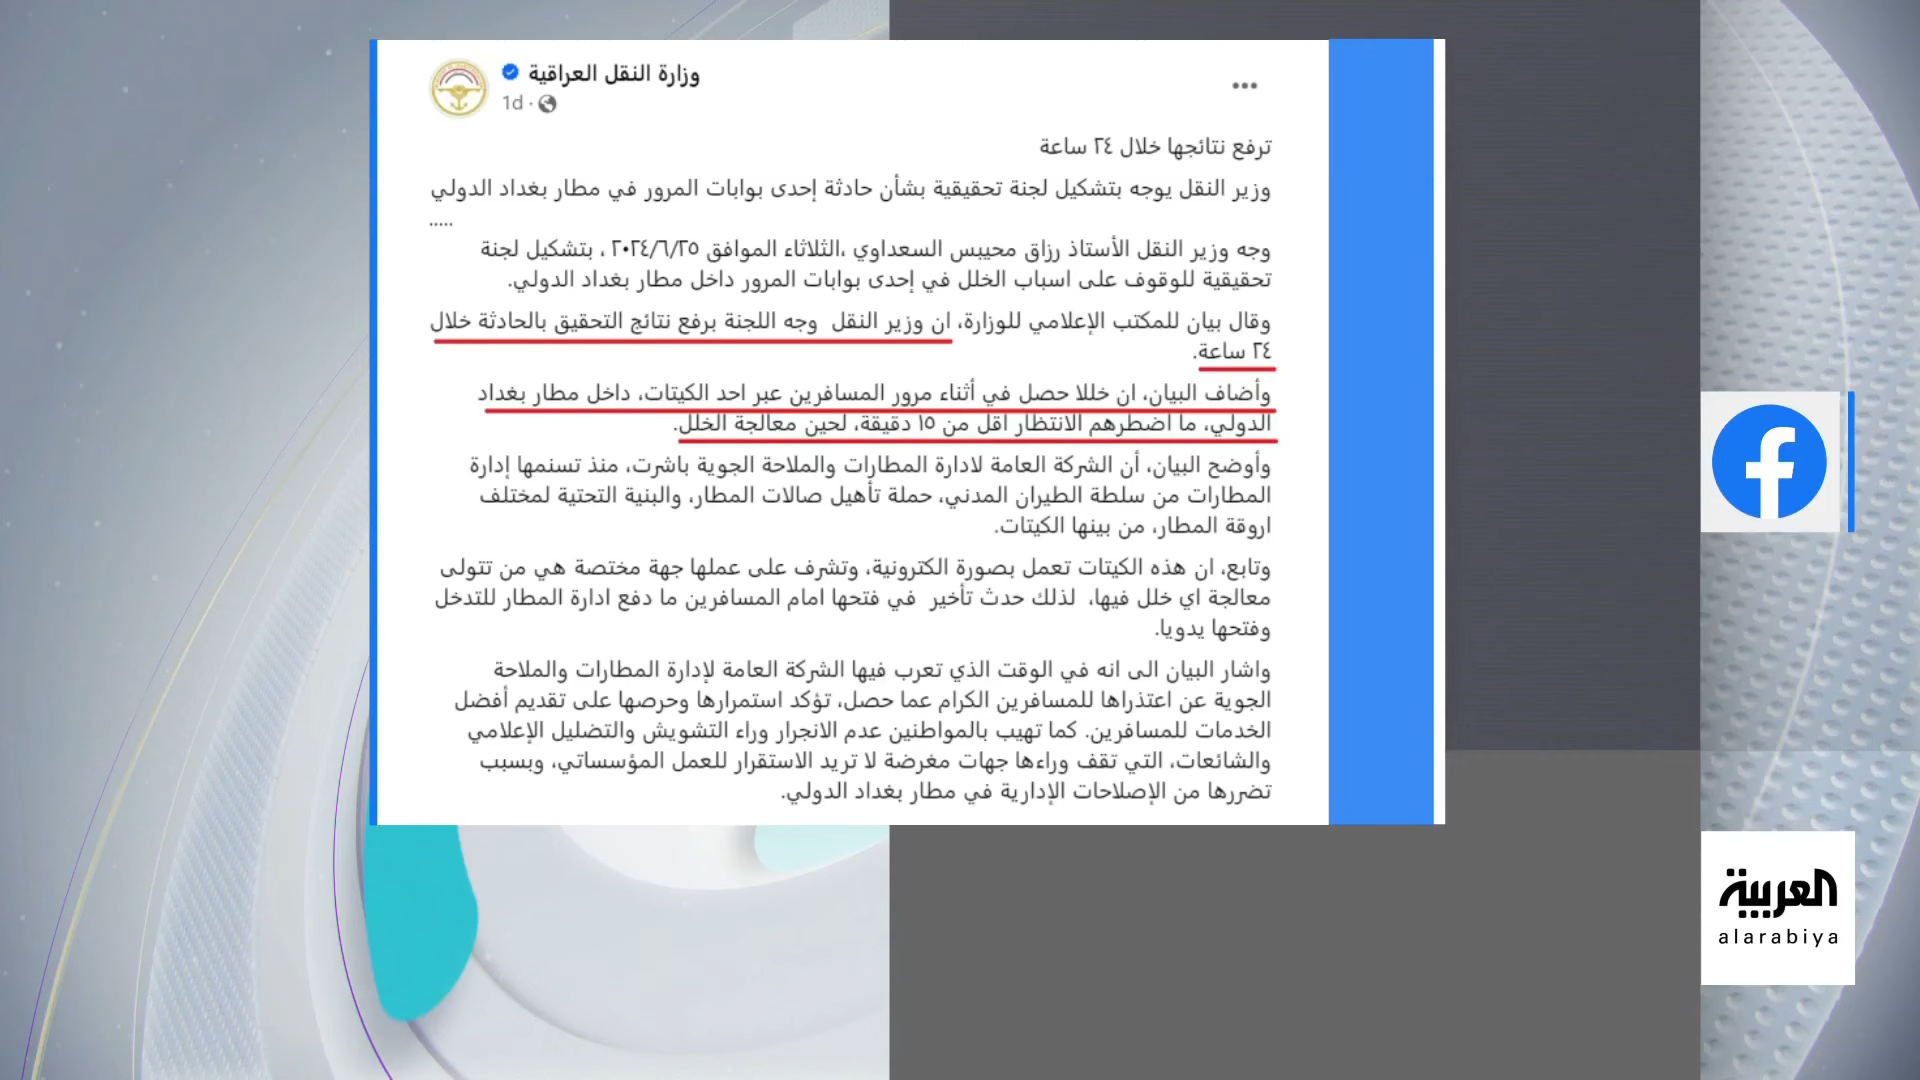 وزارة النقل العراقية
1d ·
ترفع نتائجها خلال ٢٤ ساعة
وزير النقل يوجه بتشكيل لجنة تحقيقية بشأن حادثة إحدى بوابات المرور في مطار بغداد الدولي
.....
وجه وزير النقل الأستاذ رزاق محيبس السعداوي ،الثلاثاء الموافق ٢٠٢٤/٦/٢٥ ، بتشكيل لجنة
تحقيقية للوقوف على اسباب الخلل في إحدى بوابات المرور داخل مطار بغداد الدولي.
وقال بيان للمكتب الإعلامي للوزارة، ان وزير النقل  وجه اللجنة برفع نتائج التحقيق بالحادثة خلال
٢٤ ساعة.
وأضاف البيان، ان خللا حصل في أثناء مرور المسافرين عبر احد الكيتات، داخل مطار بغداد
الدولي، ما اضطرهم الانتظار اقل من ١٥ دقيقة، لحين معالجة الخلل.
وأوضح البيان، أن الشركة العامة لادارة المطارات والملاحة الجوية باشرت، منذ تسنمها إدارة
المطارات من سلطة الطيران المدني، حملة تأهيل صالات المطار، والبنية التحتية لمختلف
اروقة المطار، من بينها الكيتات.
وتابع، ان هذه الكيتات تعمل بصورة الكترونية، وتشرف على عملها جهة مختصة هي من تتولى
معالجة اي خلل فيها،  لذلك حدث تأخير  في فتحها امام المسافرين ما دفع ادارة المطار للتدخل
وفتحها يدويا.
واشار البيان الى انه في الوقت الذي تعرب فيها الشركة العامة لإدارة المطارات والملاحة
الجوية عن اعتذراها للمسافرين الكرام عما حصل، تؤكد استمرارها وحرصها على تقديم أفضل
الخدمات للمسافرين. كما تهيب بالمواطنين عدم الانجرار وراء التشويش والتضليل الإعلامي
والشائعات، التي تقف وراءها جهات مغرضة لا تريد الاستقرار للعمل المؤسساتي، وبسبب
تضررها من الإصلاحات الإدارية في مطار بغداد الدولي.
العربية
alarabiya